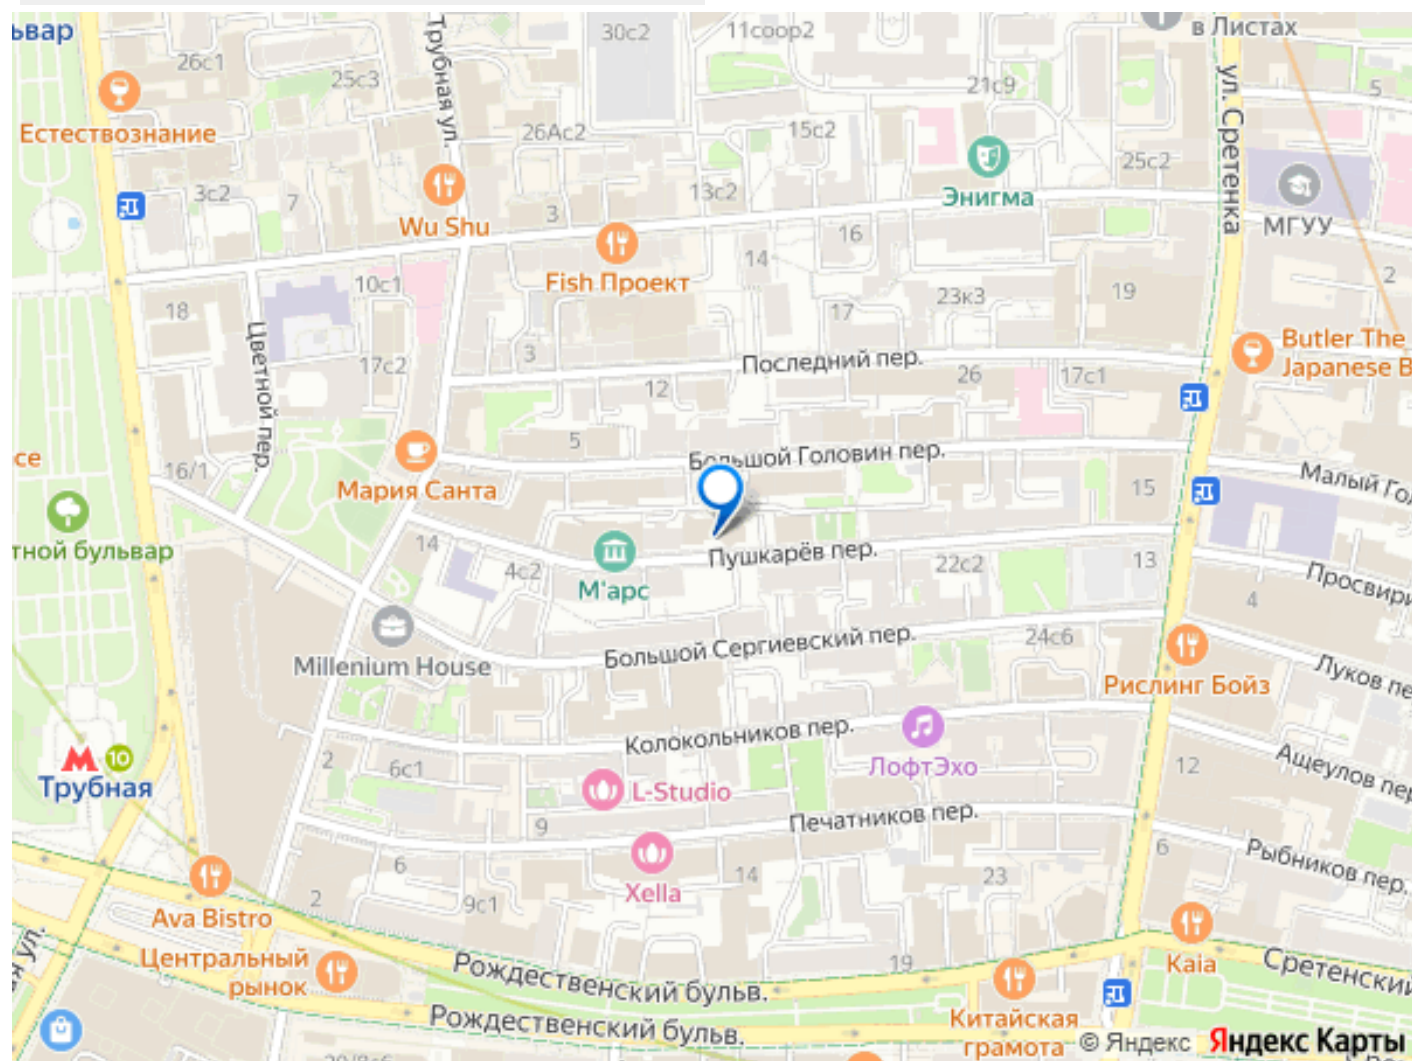 ьвар
30с2
11соор2
в Листах
26с1
25с3
Трубная ул.
21с9
ул. Сретенка
5
Естествознание
26Ас2
15с2
25с2
3с2
7
Wu Shu
3
13с2
Энигма
МГУУ
16
14
2
10с1
Fish Проект
23к3
19
18
17
Цветной пер.
3
Последний пер.
Butler The
Japanese B
17с2
12
26
17с1
се
5
Большой Головин пер.
16/1
Мария Санта
15
Малый Гол
тной бульвар
14
4с2
М'арс
Пушкарёв пер.
22с2
13
Просвири
4
Millenium House
Большой Сергиевский пер.
24с6
Рислинг Бойз
Луков пе
Колокольников пер.
ЛофтЭхо
10
Трубная
2
6с1
L-Studio
12
Ащеулов пер
9
Печатников пер.
6
Xella
14
23
6
Рыбников пер.
2
9с1
Ava Bistro
Центральный
рынок
Рождественский бульв.
19
Kaia
Сретенский
ая ул.
Рождественский бульв.
Китайская
грамота
© Яндекс Яндекс Карты